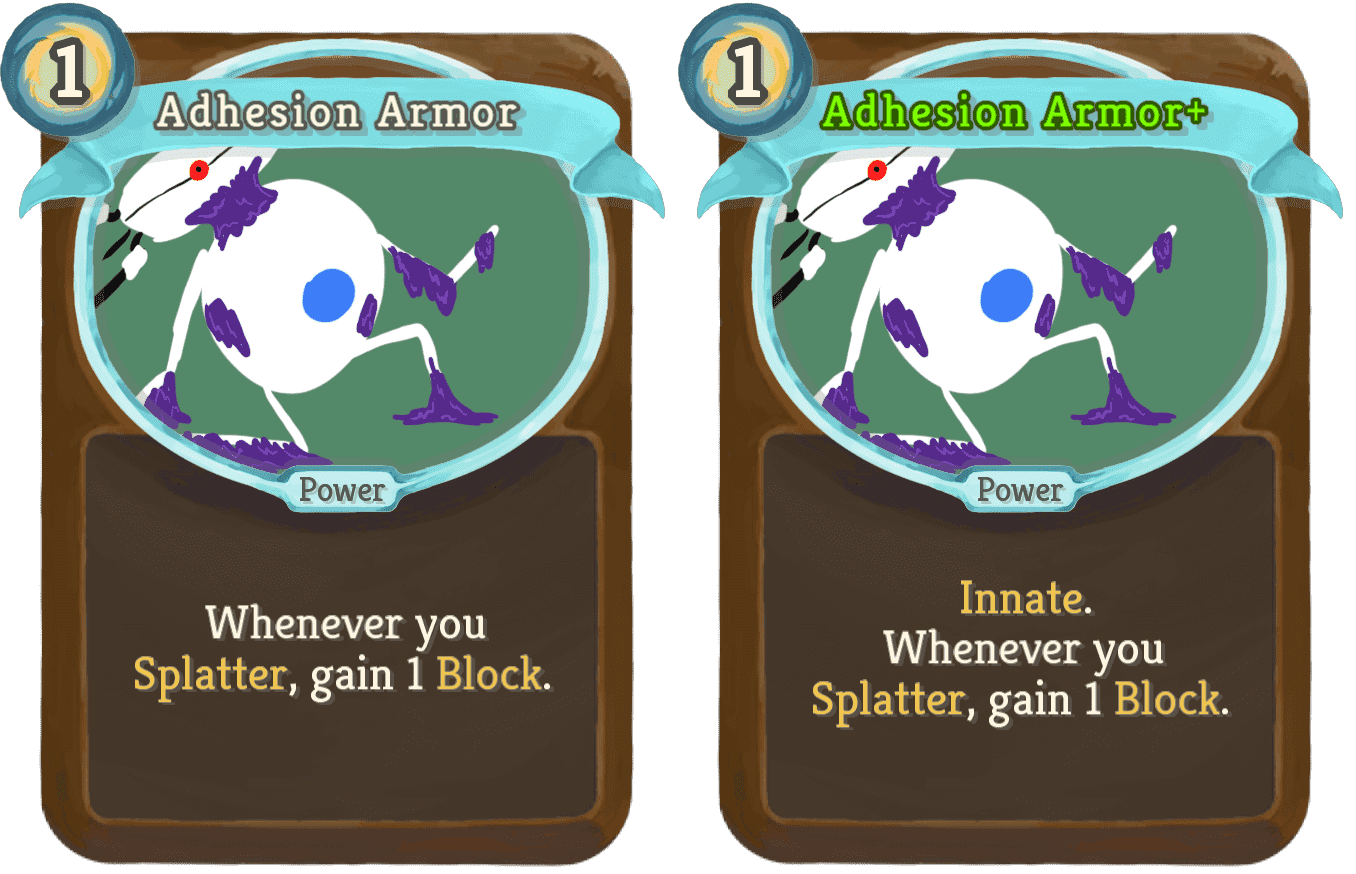 1
Adhesion Armor
Power
Whenever you
Splatter, gain 1 Block.
1
Adhesion Armor+
Power
Innate.
Whenever you
Splatter, gain 1 Block.